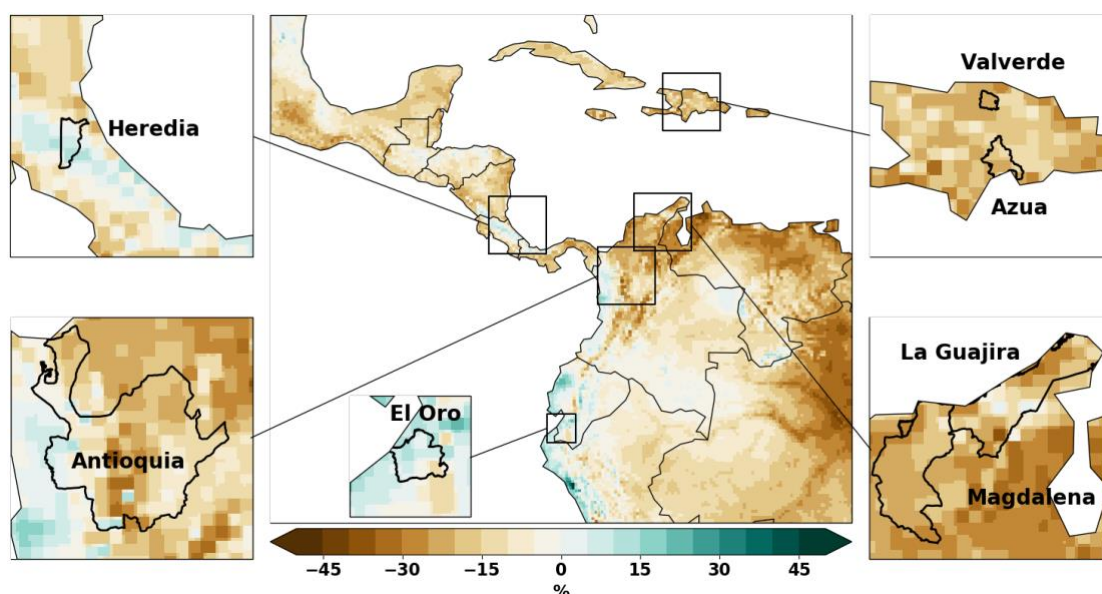 Heredia
Valverde
Azua
Antioquia
El Oro
La Guajira
Magdalena
−45 −30 −15 0 15 30 45
%